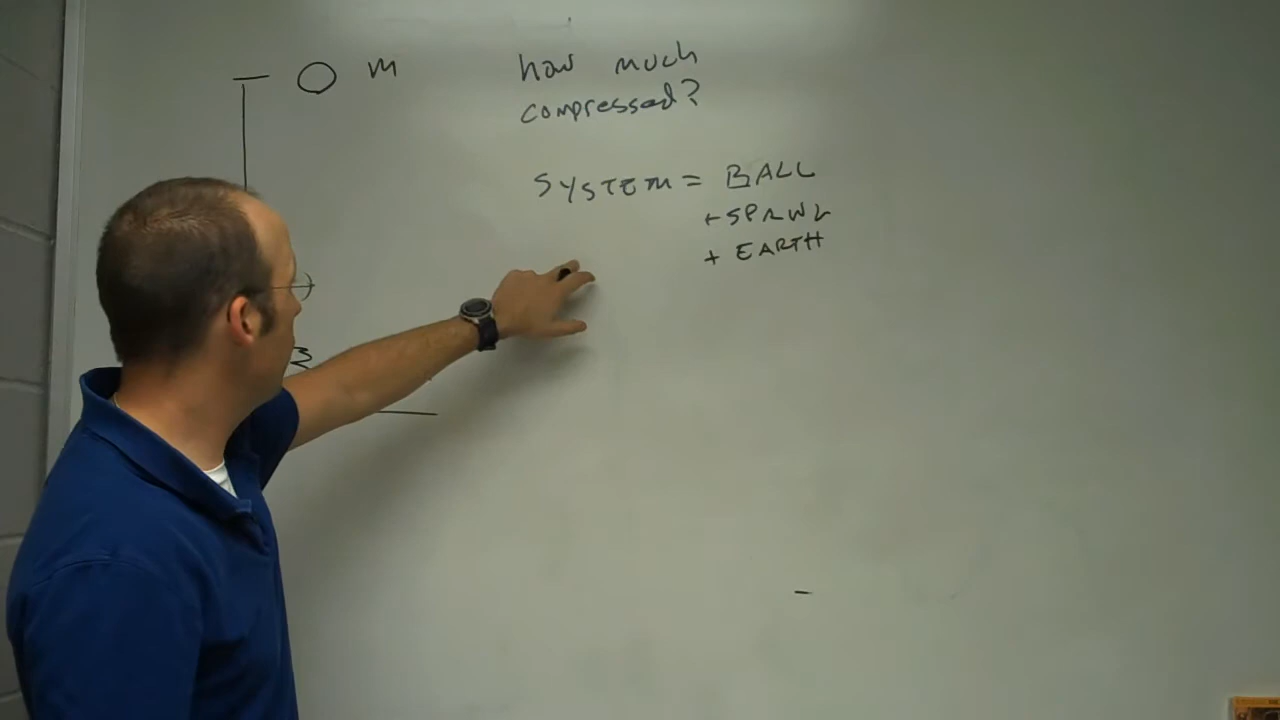 m
how much
compressed?
SYSTEM = BALL
+ SPRING
+ EARTH